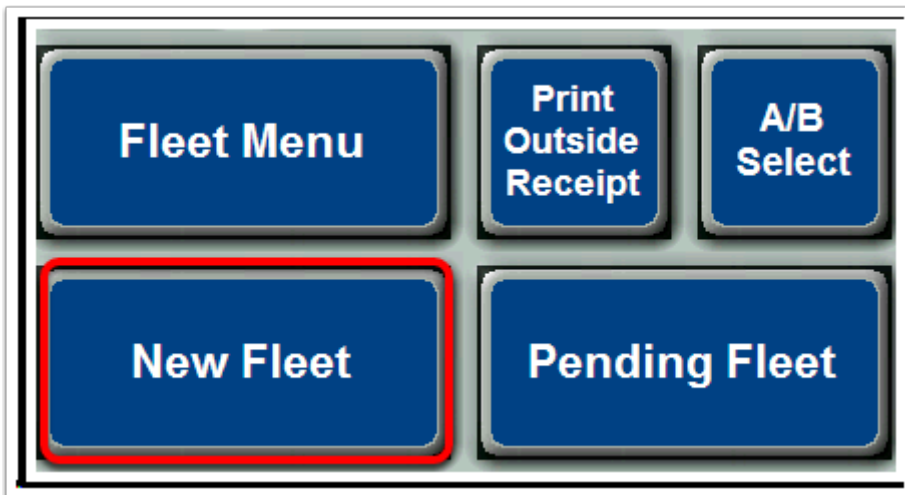 Fleet Menu
Print
Outside
Receipt
A/B
Select
New Fleet
Pending Fleet